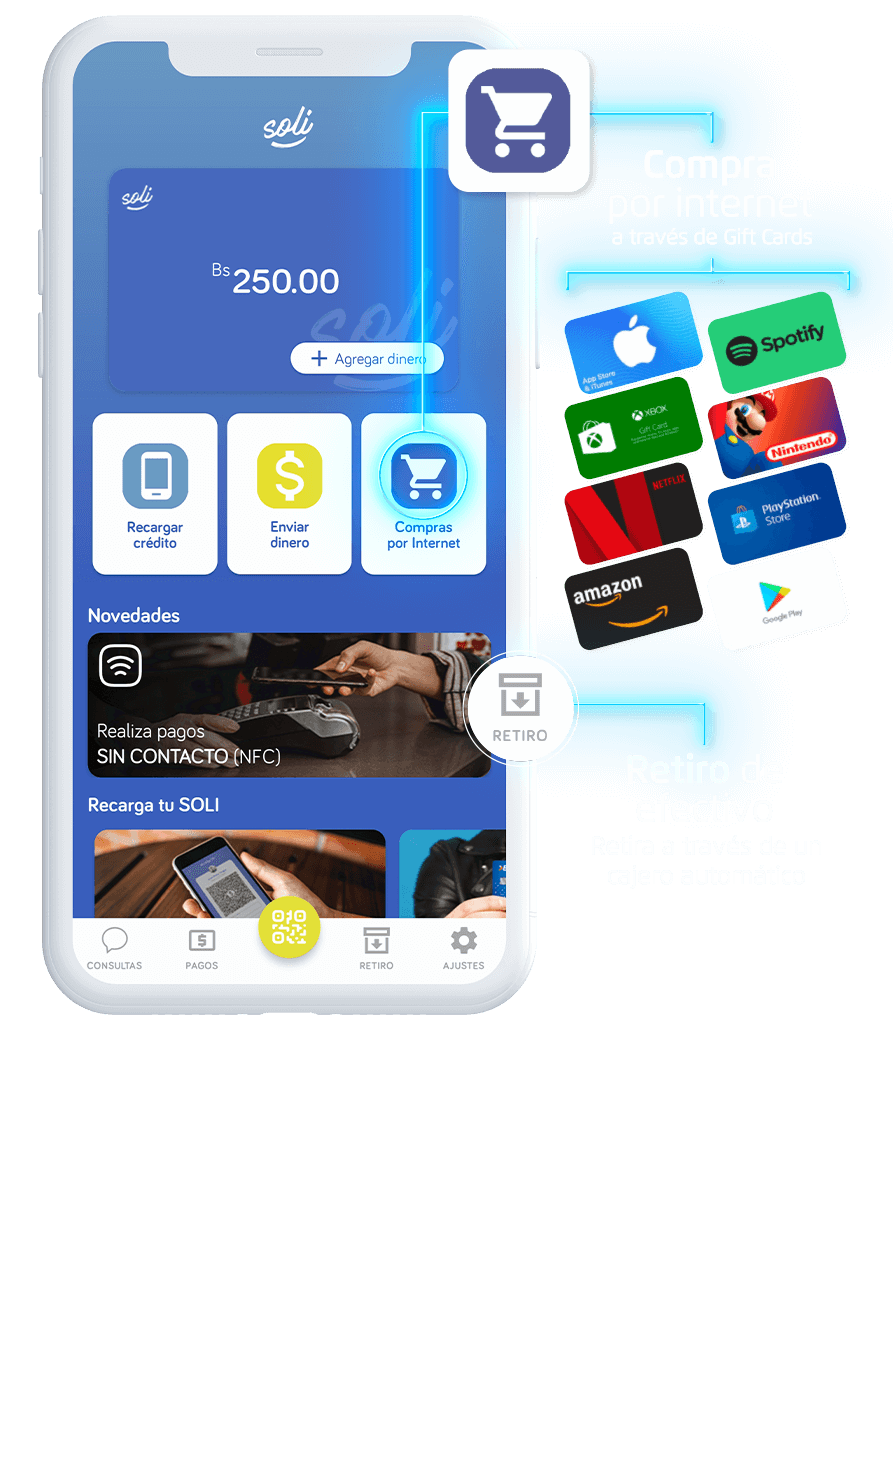 soli
soli
Bs 250.00
soli
+ Agregar dinero
Recargar
crédito
Enviar
dinero
Compras
por Internet
Novedades
Realiza pagos
SIN CONTACTO (NFC)
Recarga tu SOLI
CONSULTAS
PAGOS
RETIRO
AJUSTES
Compras
por internet
a través de Gift Cards
App Store
& iTunes
Spotify
XBOX
Gift Card
Nintendo
NETFLIX
PlayStation
Store
amazon
Google Play
RETIRO
Retiro de
efectivo
Retiro a través de un
cajero automático